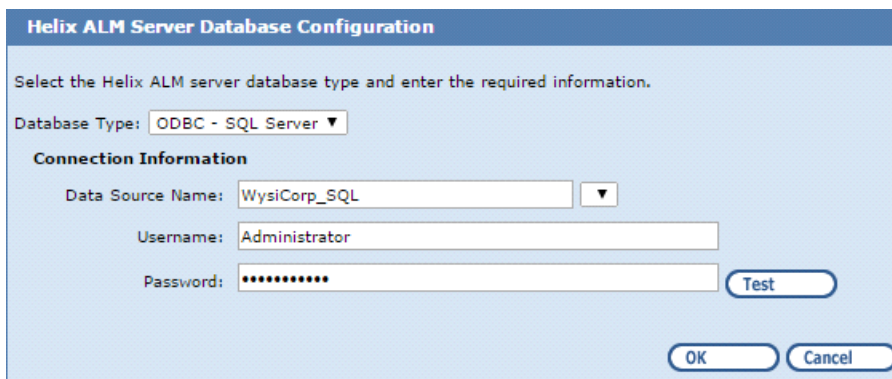 Helix ALM Server Database Configuration
Select the Helix ALM server database type and enter the required information.
Database Type: ODBC - SQL Server ▼
Connection Information
Data Source Name: WysiCorp_SQL ▼
Username: Administrator
Password: ••••••••••• Test
OK Cancel